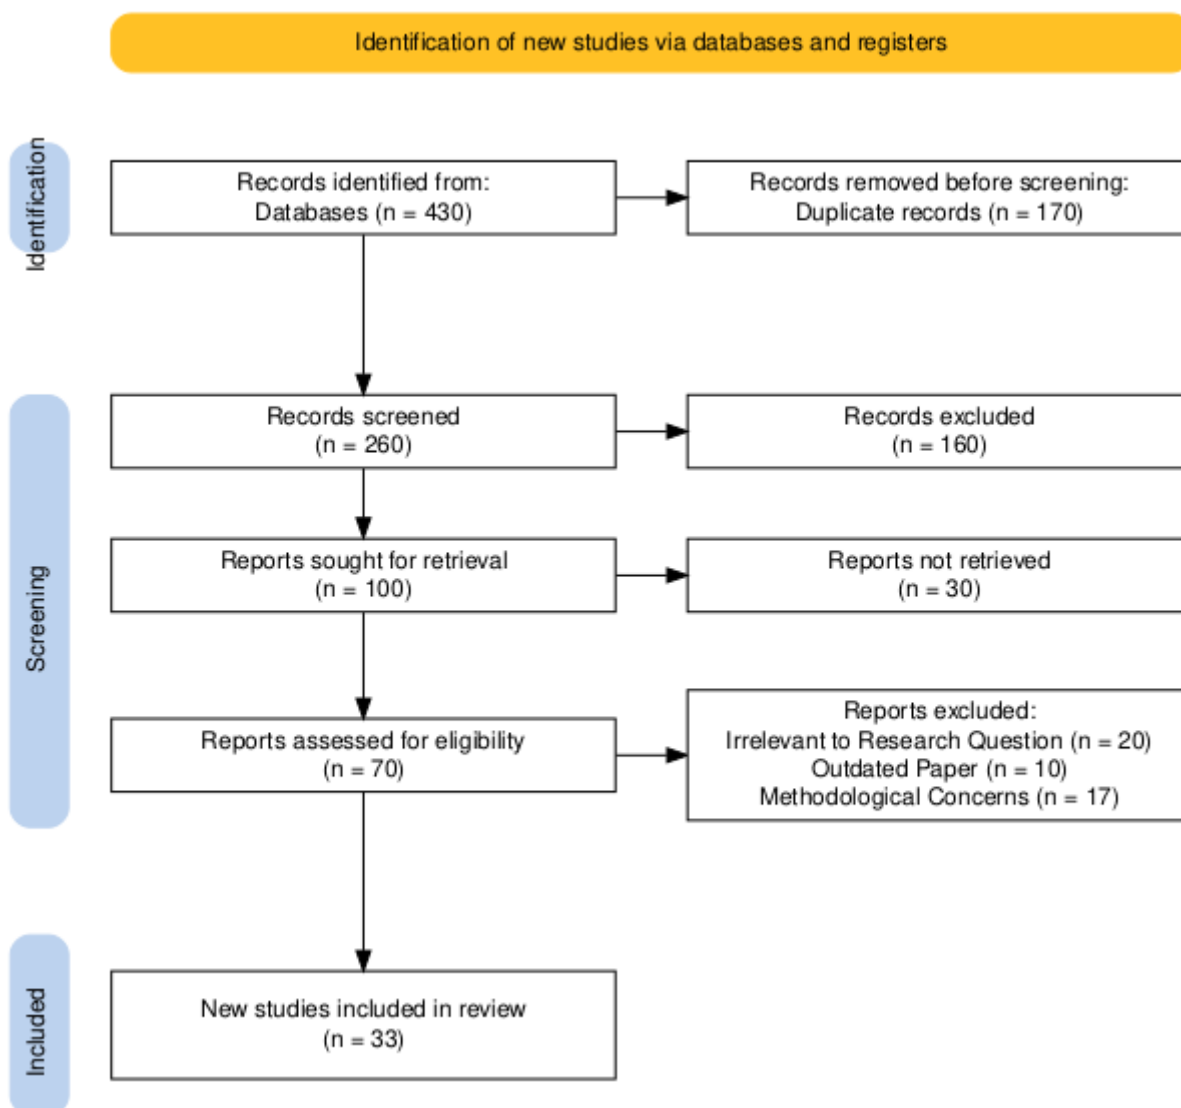 Identification of new studies via databases and registers
Identification
Records identified from:
Databases (n = 430)
Records removed before screening:
Duplicate records (n = 170)
Screening
Records screened
(n = 260)
Records excluded
(n = 160)
Reports sought for retrieval
(n = 100)
Reports not retrieved
(n = 30)
Reports assessed for eligibility
(n = 70)
Reports excluded:
Irrelevant to Research Question (n = 20)
Outdated Paper (n = 10)
Methodological Concerns (n = 17)
Included
New studies included in review
(n = 33)